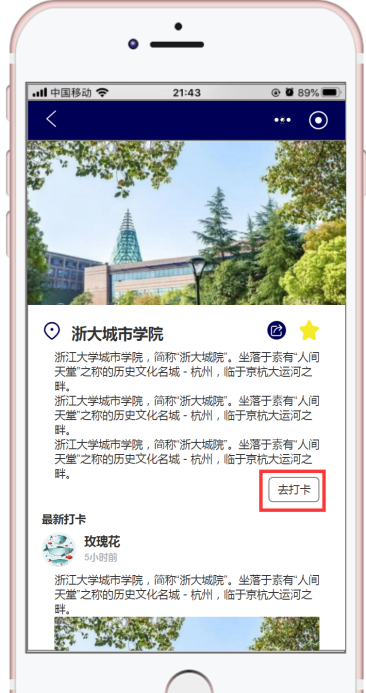 中国移动 21:43 89%
浙大城市学院
浙江大学城市学院，简称“浙大城院”。坐落于素有“人间
天堂”之称的历史文化名城 - 杭州，临于京杭大运河之
畔。
浙江大学城市学院，简称“浙大城院”。坐落于素有“人间
天堂”之称的历史文化名城 - 杭州，临于京杭大运河之
畔。
浙江大学城市学院，简称“浙大城院”。坐落于素有“人间
天堂”之称的历史文化名城 - 杭州，临于京杭大运河之
畔。
去打卡
最新打卡
玫瑰花
5小时前
浙江大学城市学院，简称“浙大城院”。坐落于素有“人间
天堂”之称的历史文化名城 - 杭州，临于京杭大运河之
畔。